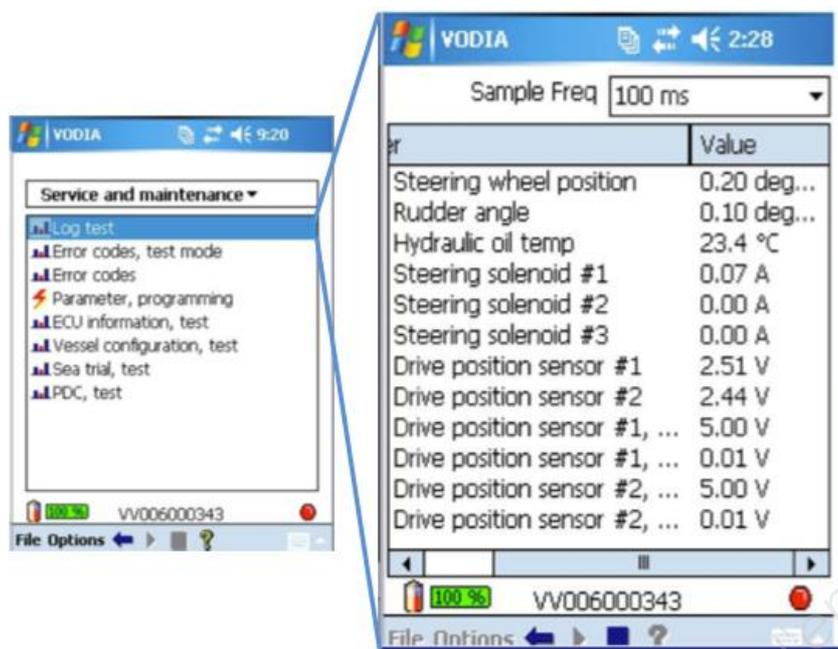 VODIA 9:20
Service and maintenance
Log test
Error codes, test mode
Error codes
Parameter, programming
ECU information, test
Vessel configuration, test
Sea trial, test
PDC, test
100 % VV006000343
File Options ?
VODIA 2:28
Sample Freq 100 ms
er Value
Steering wheel position 0.20 deg...
Rudder angle 0.10 deg...
Hydraulic oil temp 23.4 °C
Steering solenoid #1 0.07 A
Steering solenoid #2 0.00 A
Steering solenoid #3 0.00 A
Drive position sensor #1 2.51 V
Drive position sensor #2 2.44 V
Drive position sensor #1, ... 5.00 V
Drive position sensor #1, ... 0.01 V
Drive position sensor #2, ... 5.00 V
Drive position sensor #2, ... 0.01 V
100 % VV006000343
File Options ?